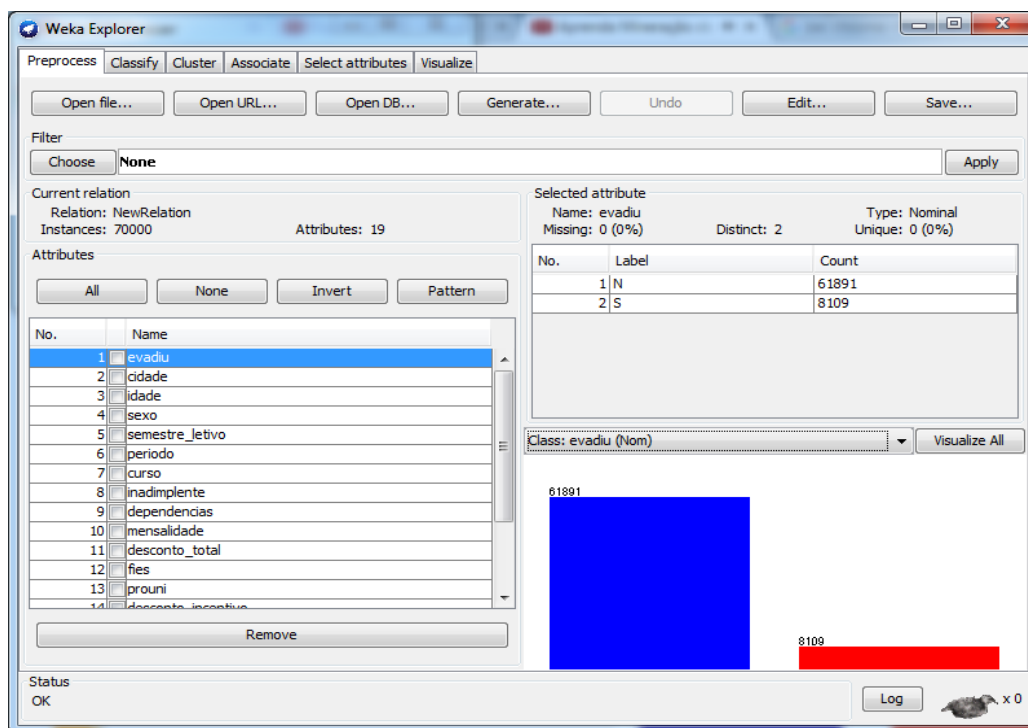 Weka Explorer
Preprocess Classify Cluster Associate Select attributes Visualize
Open file... Open URL... Open DB... Generate... Undo Edit... Save...
Filter
Choose None Apply
Current relation
Relation: NewRelation
Instances: 70000 Attributes: 19
Attributes
All None Invert Pattern
No. Name
1 evadiu
2 cidade
3 idade
4 sexo
5 semestre_letivo
6 periodo
7 curso
8 inadimplente
9 dependencias
10 mensalidade
11 desconto_total
12 fies
13 prouni
14 desconto_incentivo
Remove
Selected attribute
Name: evadiu Type: Nominal
Missing: 0 (0%) Distinct: 2 Unique: 0 (0%)
No. Label Count
1 N 61891
2 S 8109
Class: evadiu (Nom) Visualize All
61891
8109
Status
OK
Log x 0